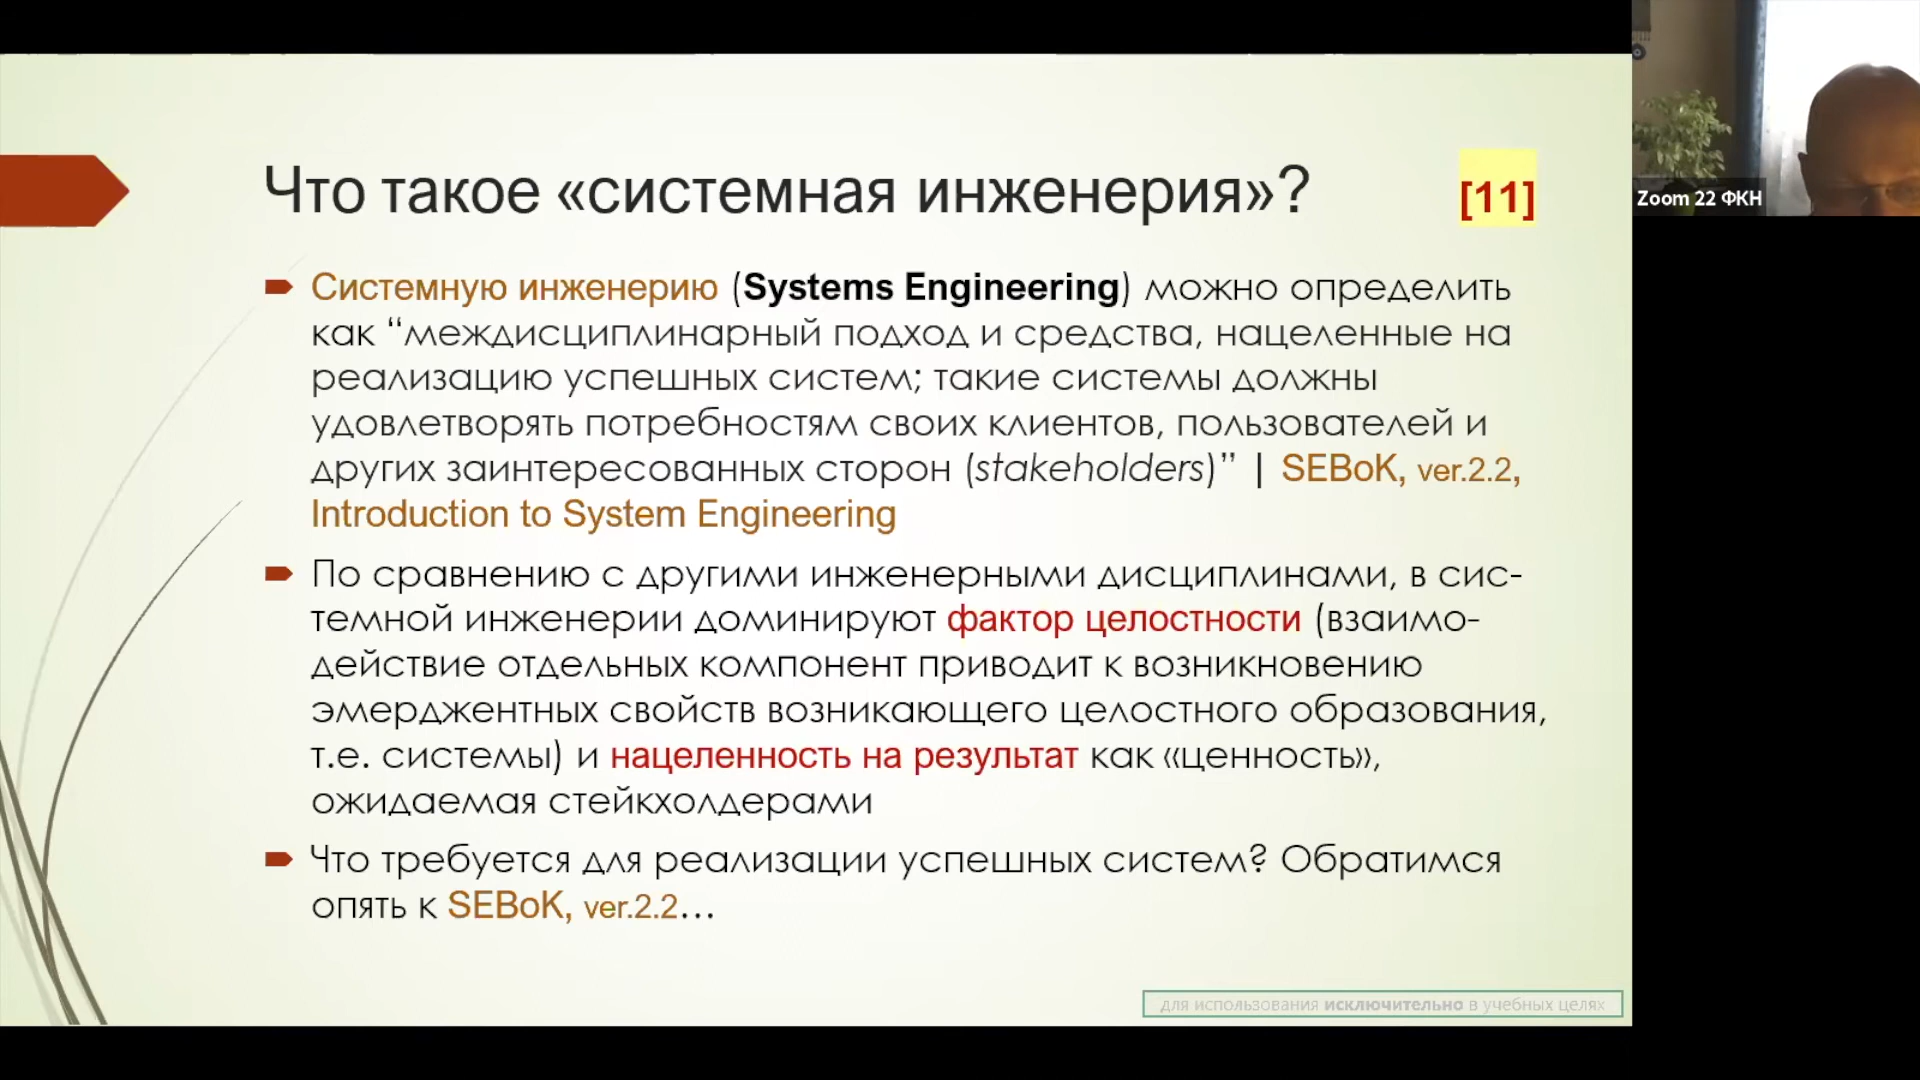 Что такое «системная инженерия»?
[11]
Системную инженерию (Systems Engineering) можно определить
как “междисциплинарный подход и средства, нацеленные на
реализацию успешных систем; такие системы должны
удовлетворять потребностям своих клиентов, пользователей и
других заинтересованных сторон (stakeholders)” | SEBoK, ver.2.2,
Introduction to System Engineering
По сравнению с другими инженерными дисциплинами, в сис-
темной инженерии доминируют фактор целостности (взаимо-
действие отдельных компонент приводит к возникновению
эмерджентных свойств возникающего целостного образования,
т.е. системы) и нацеленность на результат как «ценность»,
ожидаемая стейкхолдерами
Что требуется для реализации успешных систем? Обратимся
опять к SEBoK, ver.2.2…
для использования исключительно в учебных целях
Zoom 22 ФКН